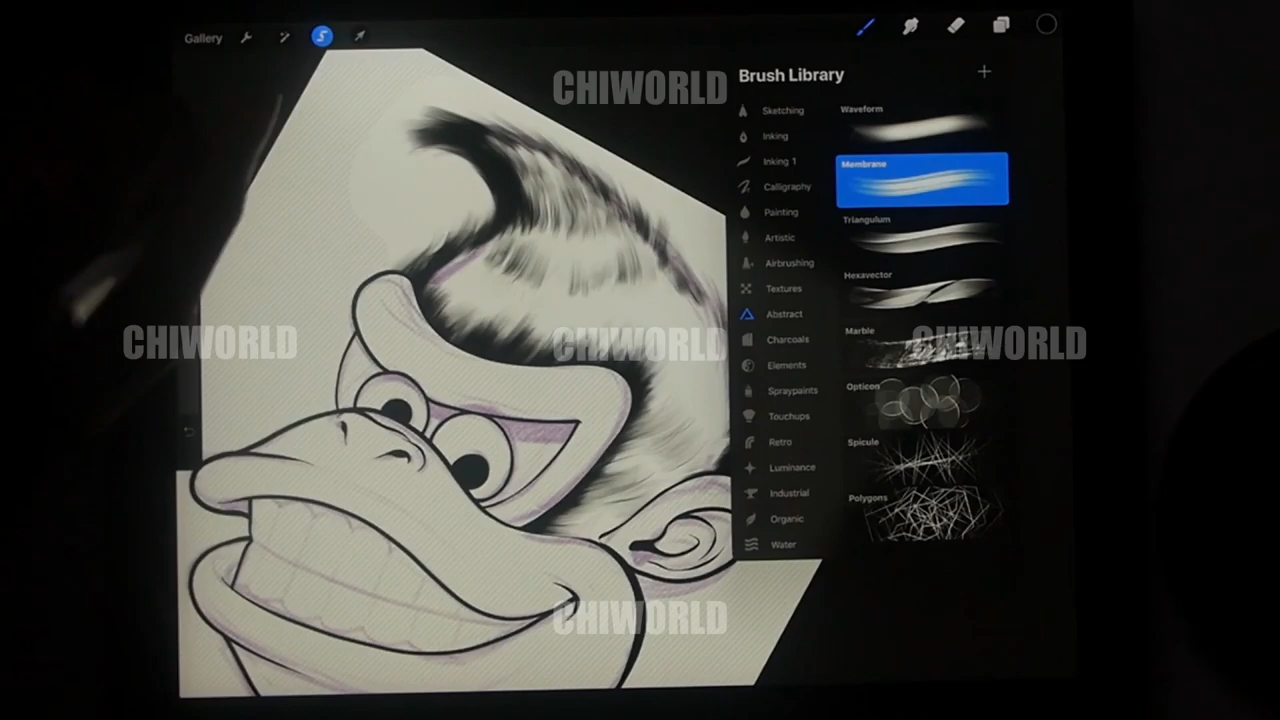 Gallery
CHIWORLD
Brush Library
Sketching
Waveform
Inking
Inking 1
Membrane
Calligraphy
Painting
Triangulum
Artistic
Airbrushing
Hexavector
Textures
Abstract
Marble
Charcoals
CHIWORLD
CHIWORLD
CHIWORLD
Elements
Opticon
Spraypaints
Touchups
Retro
Spicule
Luminance
Industrial
Polygons
Organic
Water
CHIWORLD